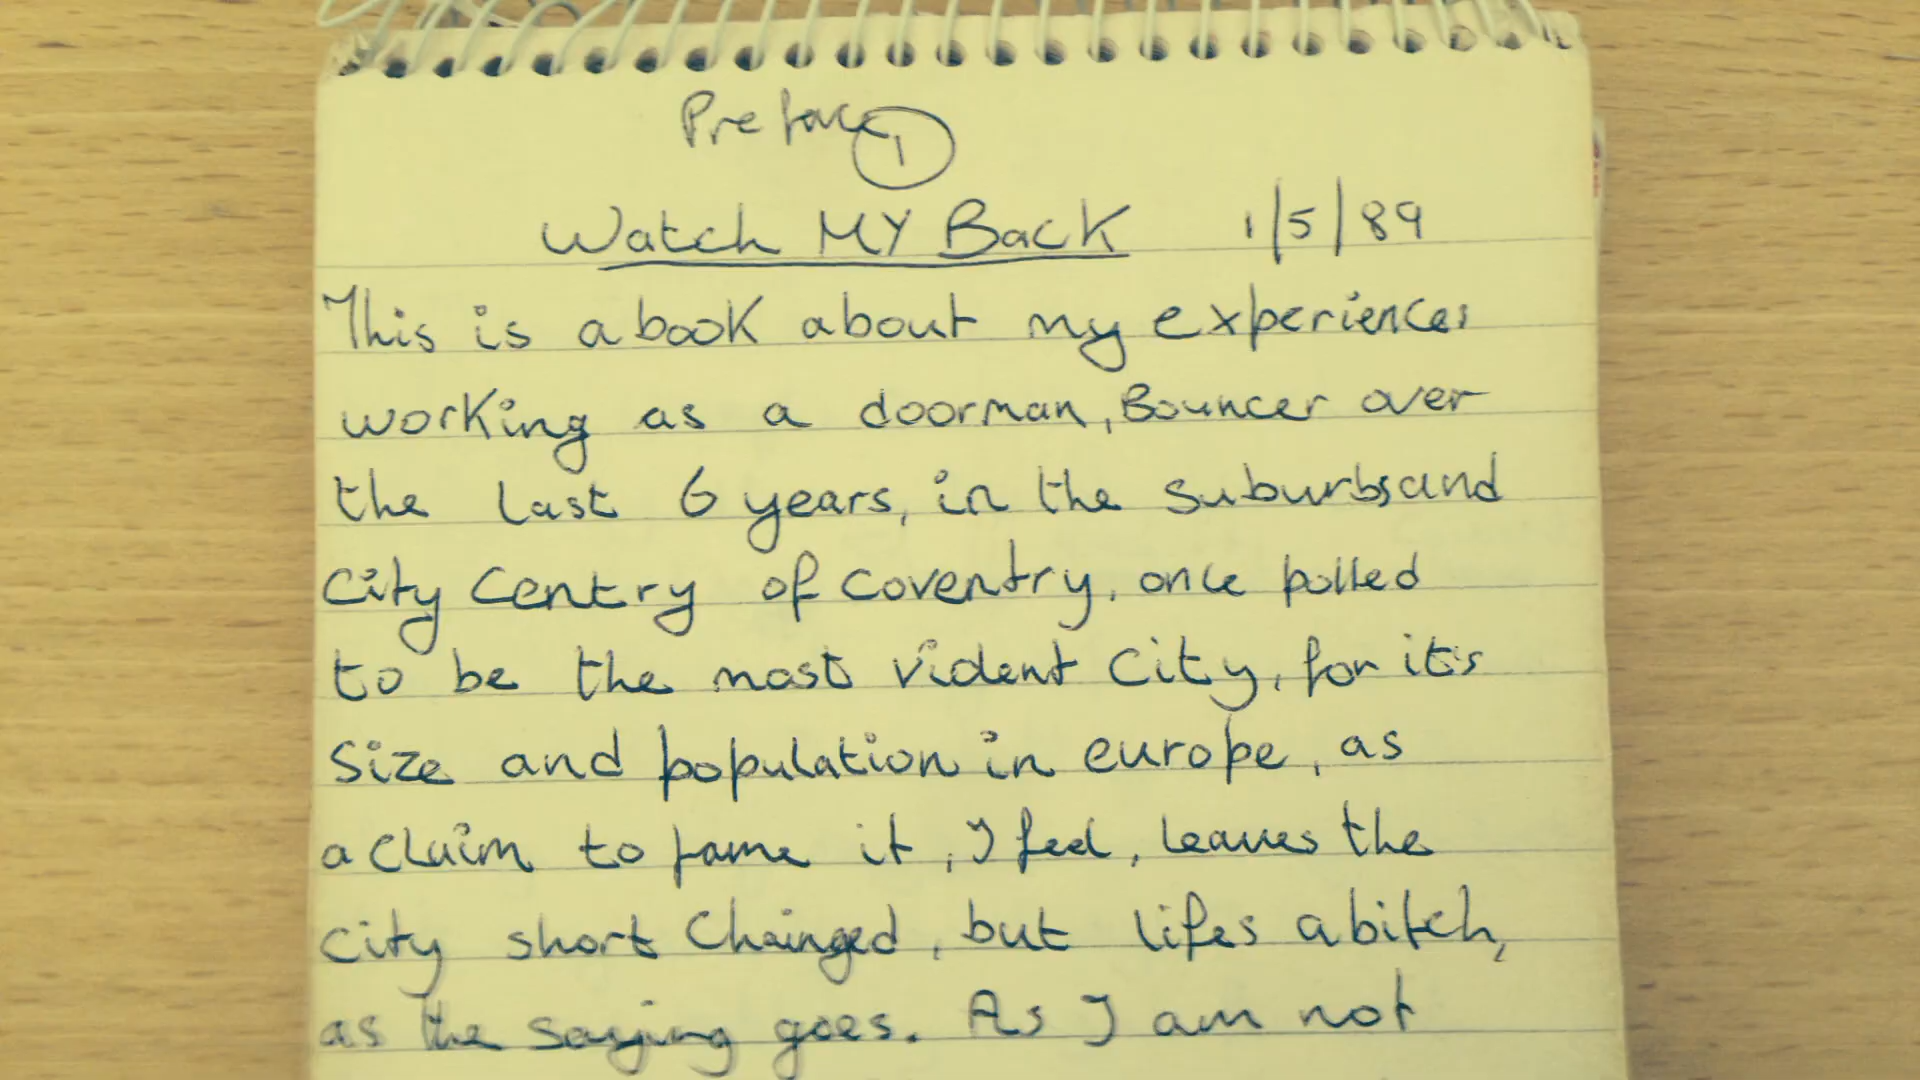 Preface 1
Watch MY Back 1/5/89
This is a book about my experiences
working as a doorman, Bouncer over
the last 6 years, in the suburbs and
City Centry of Coventry, once polled
to be the most vident City, for it's
Size and population in europe, as
a claim to fame it, I feel, leaves the
City short Chainged, but lifes a bitch,
as the saying goes. As I am not